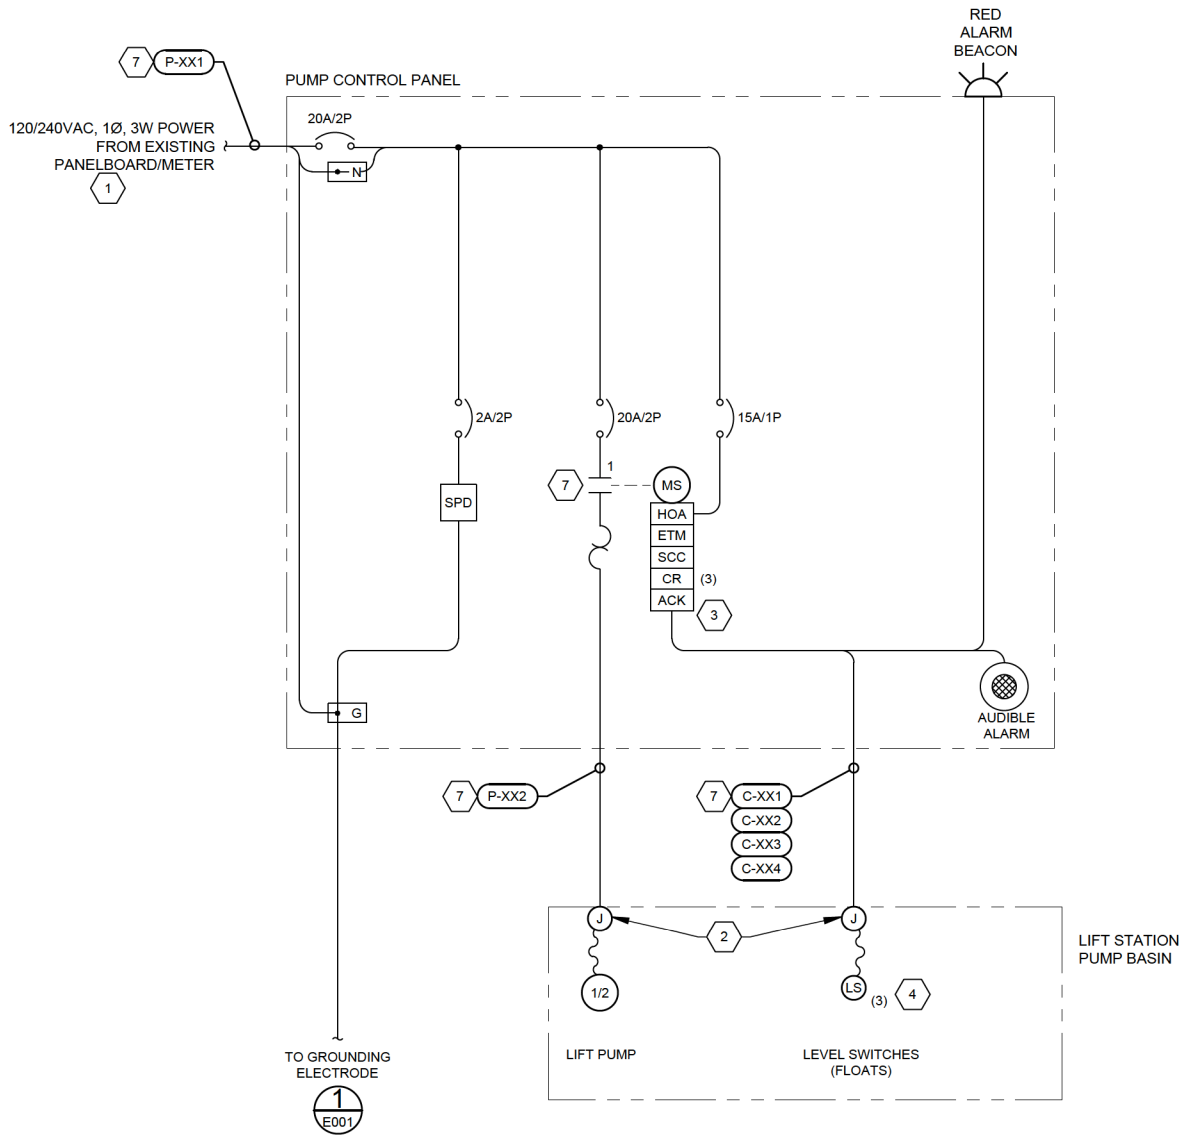 RED
ALARM
BEACON
7
P-XX1
PUMP CONTROL PANEL
20A/2P
120/240VAC, 1Ø, 3W POWER
FROM EXISTING
PANELBOARD/METER
N
1
2A/2P
20A/2P
15A/1P
7
1
MS
SPD
HOA
ETM
SCC
CR
(3)
ACK
3
G
AUDIBLE
ALARM
7
P-XX2
7
C-XX1
C-XX2
C-XX3
C-XX4
J
2
J
LIFT STATION
PUMP BASIN
1/2
LS
(3)
4
LIFT PUMP
LEVEL SWITCHES
(FLOATS)
TO GROUNDING
ELECTRODE
1
E001